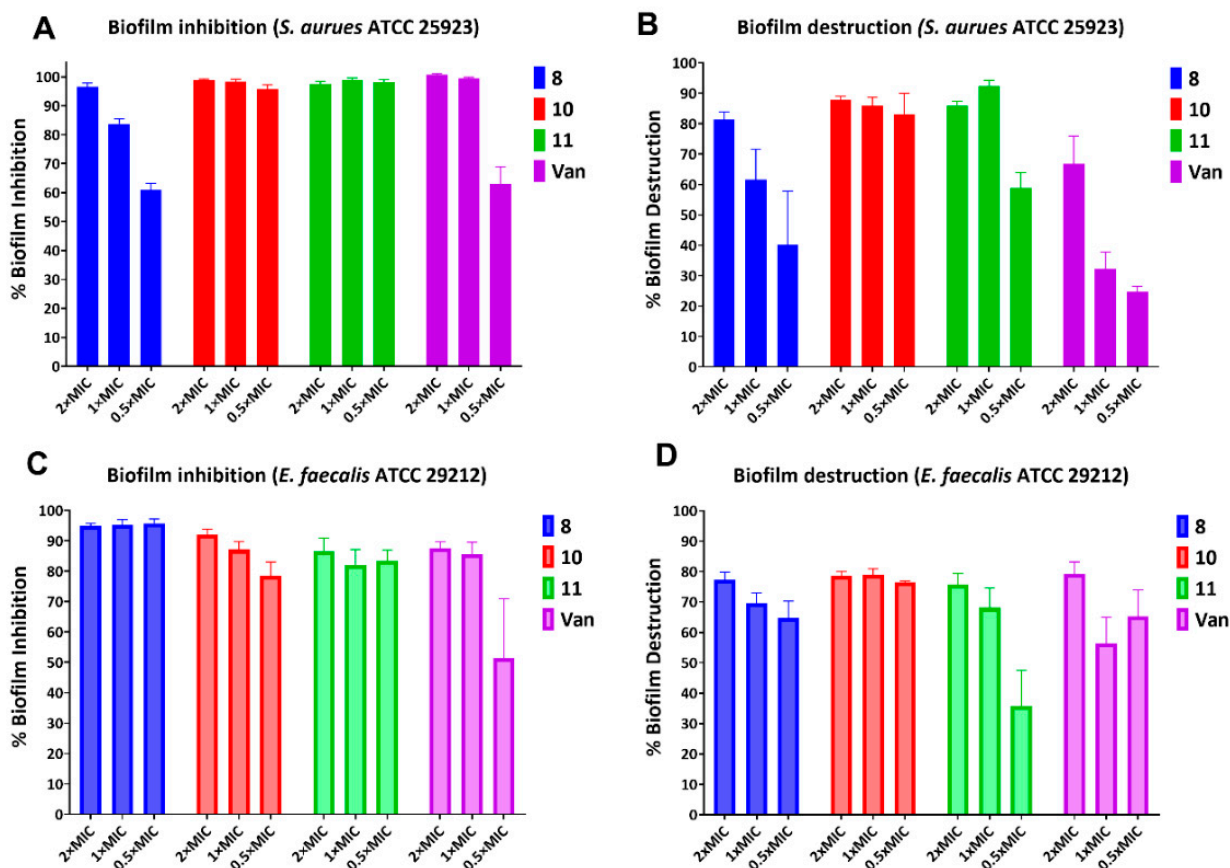 A
Biofilm inhibition (S. aurues ATCC 25923)
% Biofilm Inhibition
100
90
80
70
60
50
40
30
20
10
0
2×MIC
1×MIC
0.5×MIC
2×MIC
1×MIC
0.5×MIC
2×MIC
1×MIC
0.5×MIC
2×MIC
1×MIC
0.5×MIC
8
10
11
Van
B
Biofilm destruction (S. aurues ATCC 25923)
% Biofilm Destruction
100
90
80
70
60
50
40
30
20
10
0
2×MIC
1×MIC
0.5×MIC
2×MIC
1×MIC
0.5×MIC
2×MIC
1×MIC
0.5×MIC
2×MIC
1×MIC
0.5×MIC
8
10
11
Van
C
Biofilm inhibition (E. faecalis ATCC 29212)
% Biofilm Inhibition
100
90
80
70
60
50
40
30
20
10
0
2×MIC
1×MIC
0.5×MIC
2×MIC
1×MIC
0.5×MIC
2×MIC
1×MIC
0.5×MIC
2×MIC
1×MIC
0.5×MIC
8
10
11
Van
D
Biofilm destruction (E. faecalis ATCC 29212)
% Biofilm Destruction
100
90
80
70
60
50
40
30
20
10
0
2×MIC
1×MIC
0.5×MIC
2×MIC
1×MIC
0.5×MIC
2×MIC
1×MIC
0.5×MIC
2×MIC
1×MIC
0.5×MIC
8
10
11
Van